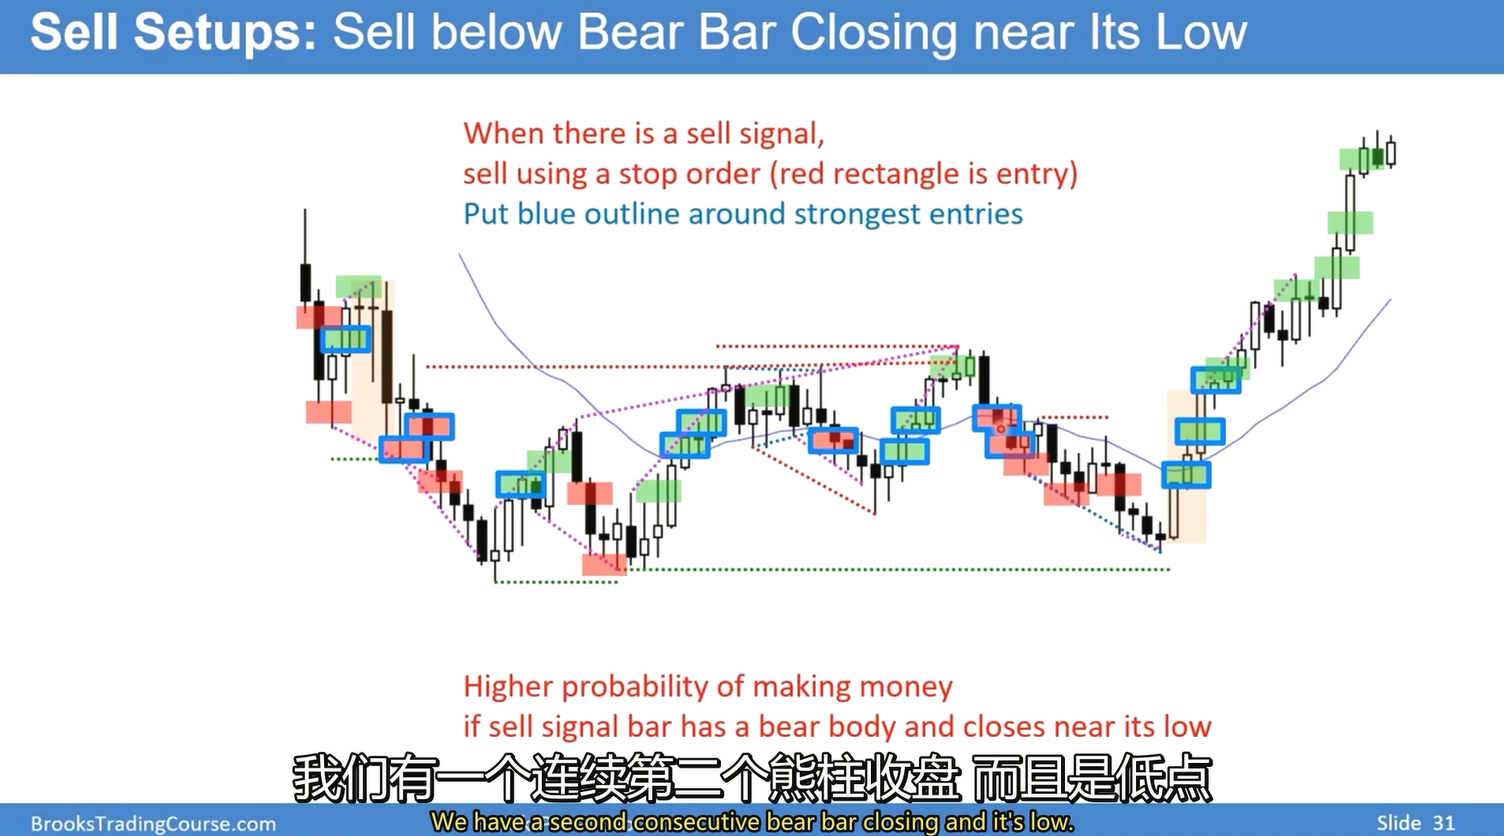 Sell Setups: Sell below Bear Bar Closing near Its Low
When there is a sell signal,
sell using a stop order (red rectangle is entry)
Put blue outline around strongest entries
Higher probability of making money
if sell signal bar has a bear body and closes near its low
我们有一个连续第二个熊柱收盘 而且是低点
BrooksTradingCourse.com
We have a second consecutive bear bar closing and it's low.
Slide 31